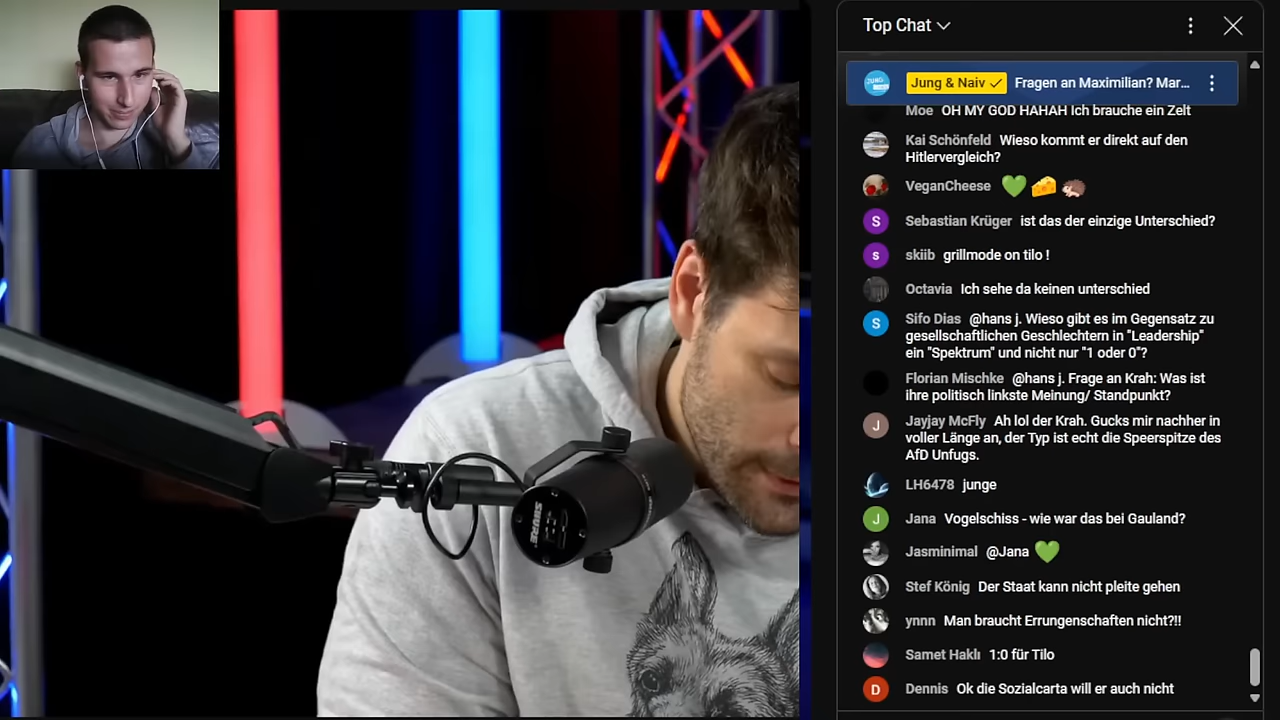 Top Chat
Jung & Naiv Fragen an Maximilian? Mar...
Moe OH MY GOD HAHAH Ich brauche ein Zelt
Kai Schönfeld Wieso kommt er direkt auf den
Hitlervergleich?
VeganCheese 💚🧀🦔
S Sebastian Krüger ist das der einzige Unterschied?
s skiib grillmode on tilo !
Octavia Ich sehe da keinen unterschied
S Sifo Dias @hans j. Wieso gibt es im Gegensatz zu
gesellschaftlichen Geschlechtern in "Leadership"
ein "Spektrum" und nicht nur "1 oder 0"?
Florian Mischke @hans j. Frage an Krah: Was ist
ihre politisch linkste Meinung/ Standpunkt?
J Jayjay McFly Ah lol der Krah. Gucks mir nachher in
voller Länge an, der Typ ist echt die Speerspitze des
AfD Unfugs.
LH6478 junge
J Jana Vogelschiss - wie war das bei Gauland?
Jasminimal @Jana 💚
Stef König Der Staat kann nicht pleite gehen
ynnn Man braucht Errungenschaften nicht?!!
Samet Haklı 1:0 für Tilo
D Dennis Ok die Sozialcarta will er auch nicht
SHURE